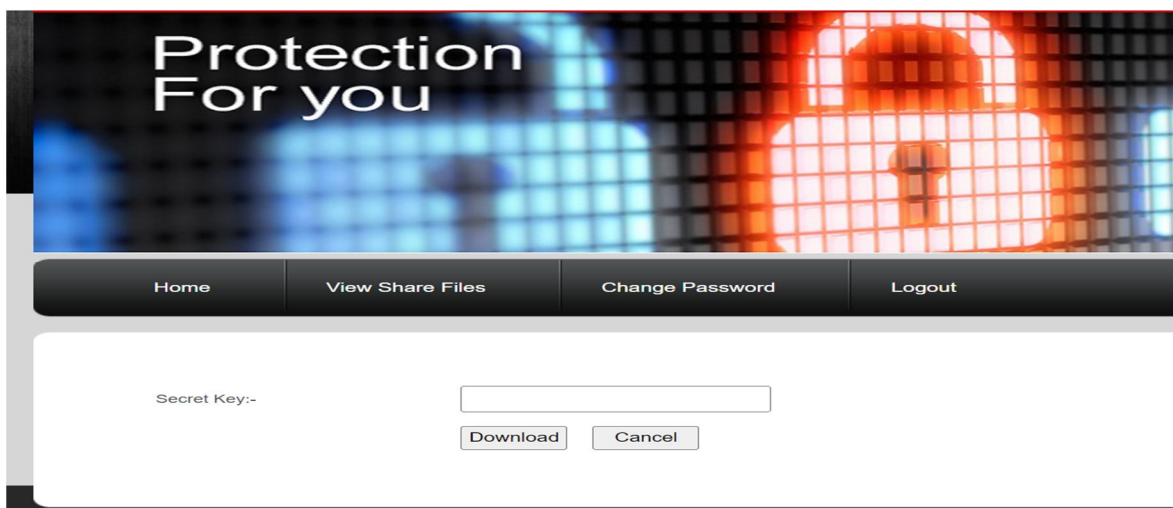 Protection
For you
Home View Share Files Change Password Logout
Secret Key:-
Download Cancel